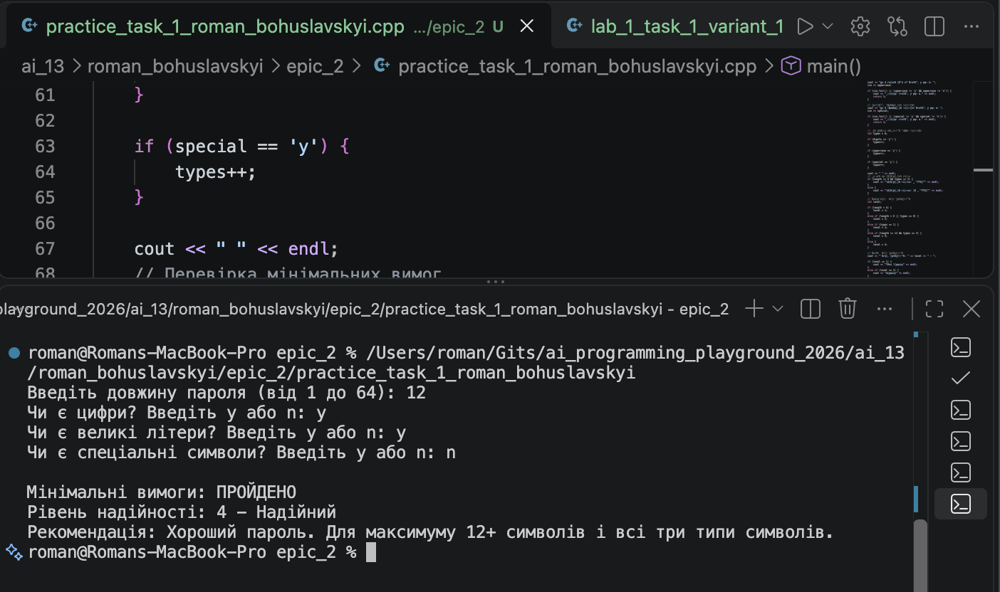 practice_task_1_roman_bohuslavskyi.cpp .../epic_2 U
lab_1_task_1_variant_1
ai_13 > roman_bohuslavskyi > epic_2 > practice_task_1_roman_bohuslavskyi.cpp > main()
61 }
62
63 if (special == 'y') {
64 types++;
65 }
66
67 cout << " " << endl;
68 // Перевірка мінімальних вимог
playground_2026/ai_13/roman_bohuslavskyi/epic_2/practice_task_1_roman_bohuslavskyi - epic_2
roman@Romans-MacBook-Pro epic_2 % /Users/roman/Gits/ai_programming_playground_2026/ai_13
/roman_bohuslavskyi/epic_2/practice_task_1_roman_bohuslavskyi
Введіть довжину пароля (від 1 до 64): 12
Чи є цифри? Введіть y або n: y
Чи є великі літери? Введіть y або n: y
Чи є спеціальні символи? Введіть y або n: n
Мінімальні вимоги: ПРОЙДЕНО
Рівень надійності: 4 - Надійний
Рекомендація: Хороший пароль. Для максимуму 12+ символів і всі три типи символів.
roman@Romans-MacBook-Pro epic_2 %